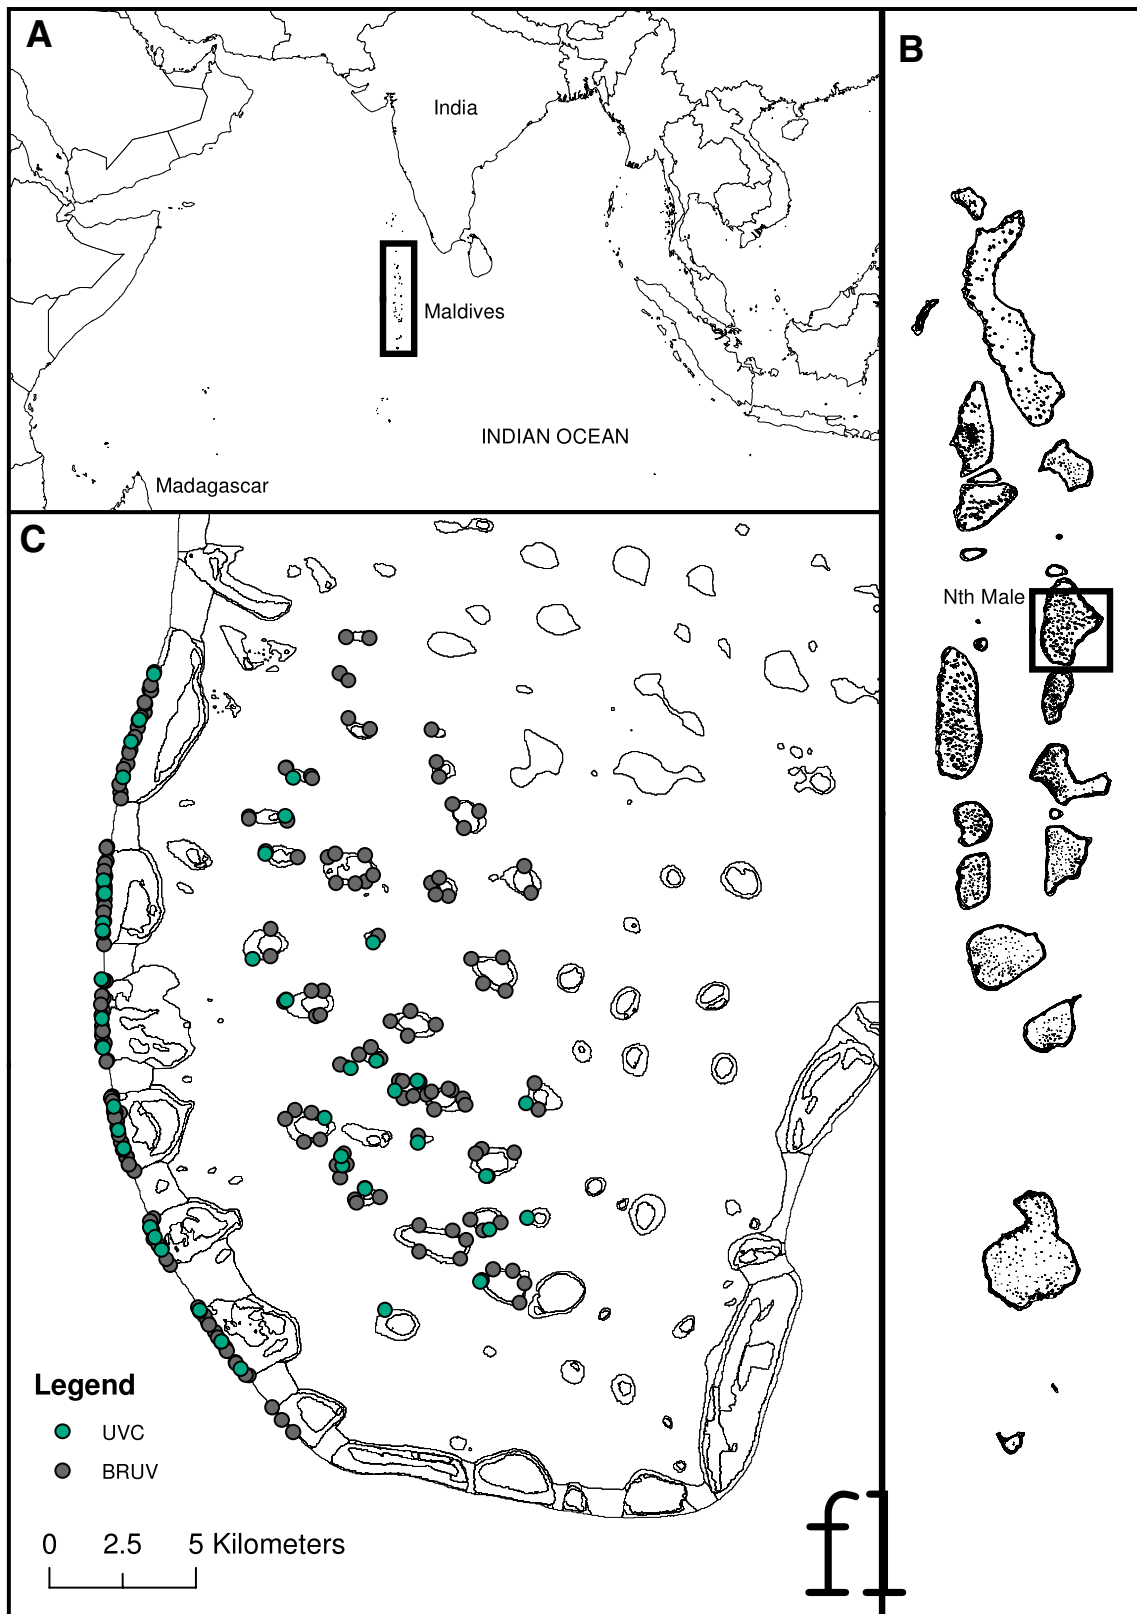 A
India
Maldives
INDIAN OCEAN
Madagascar
B
Nth Male
C
Legend
UVC
BRUV
0 2.5 5 Kilometers